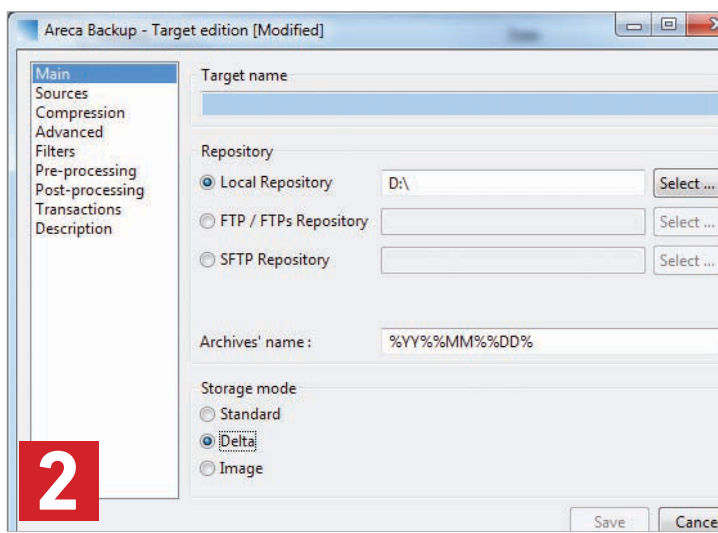 Areca Backup - Target edition [Modified]
Main
Sources
Compression
Advanced
Filters
Pre-processing
Post-processing
Transactions
Description
Target name
Repository
Local Repository D:\ Select ...
FTP / FTPs Repository Select ...
SFTP Repository Select ...
Archives' name : %YY%%MM%%DD%
Storage mode
Standard
Delta
Image
2
Save Cance